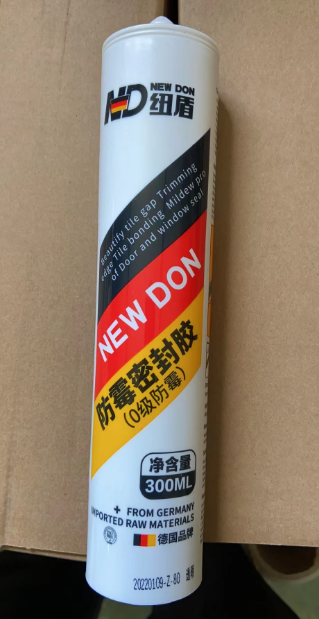 ND NEW DON
纽盾
Beautify tile gap Trimming
edge Tile bonding Mildew pro
of Door and window seal
NEW DON
防霉密封胶
(0级防霉)
净含量
300ML
+ FROM GERMANY
IMPORTED RAW MATERIALS
德国品牌
20220109-Z-80